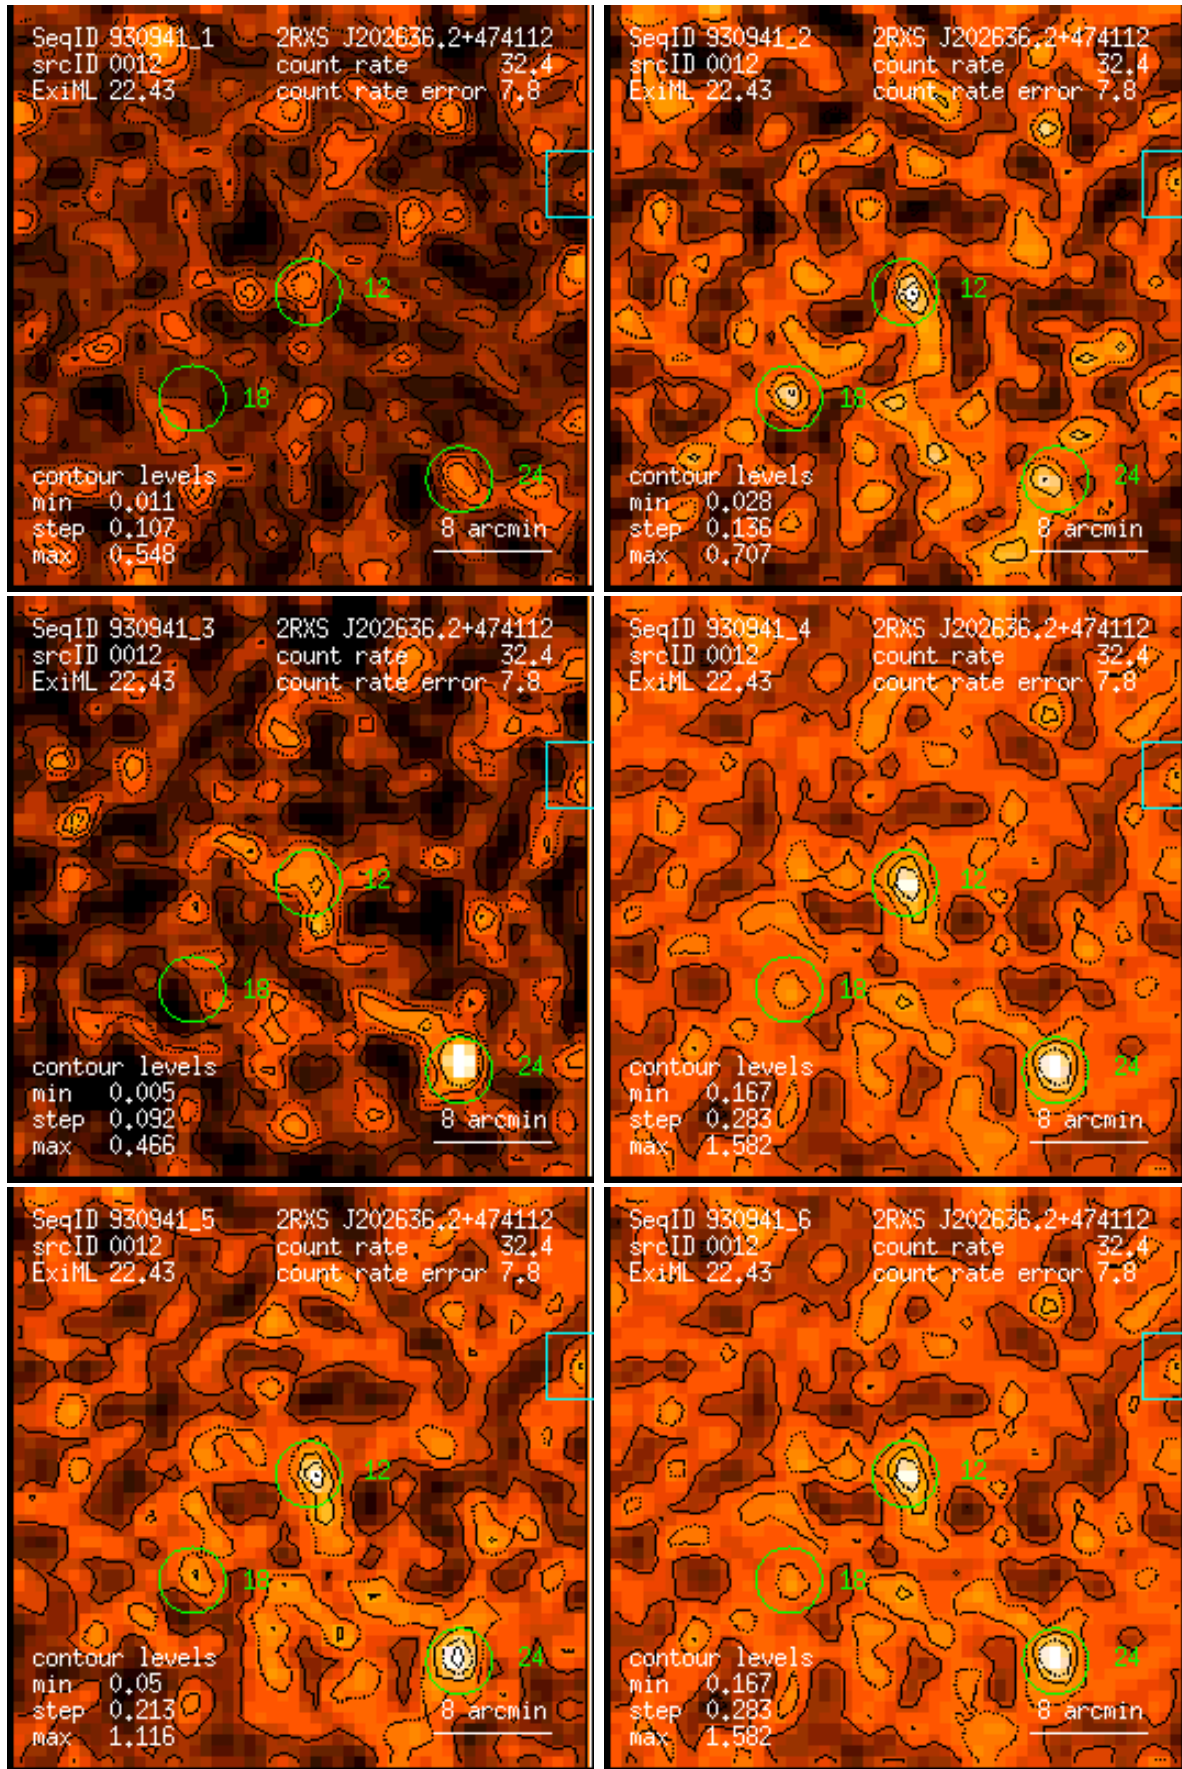 SeqID 930941_1 2RXS J202636.2+474112
srcID 0012 count rate 32.4
ExiML 22.43 count rate error 7.8
12
18
24
contour levels
min 0.011
step 0.107 8 arcmin
max 0.548
SeqID 930941_2 2RXS J202636.2+474112
srcID 0012 count rate 32.4
ExiML 22.43 count rate error 7.8
12
18
24
contour levels
min 0.028
step 0.136 8 arcmin
max 0.707
SeqID 930941_3 2RXS J202636.2+474112
srcID 0012 count rate 32.4
ExiML 22.43 count rate error 7.8
12
18
24
contour levels
min 0.005
step 0.092 8 arcmin
max 0.466
SeqID 930941_4 2RXS J202636.2+474112
srcID 0012 count rate 32.4
ExiML 22.43 count rate error 7.8
12
18
24
contour levels
min 0.167
step 0.283 8 arcmin
max 1.582
SeqID 930941_5 2RXS J202636.2+474112
srcID 0012 count rate 32.4
ExiML 22.43 count rate error 7.8
12
18
24
contour levels
min 0.05
step 0.213 8 arcmin
max 1.116
SeqID 930941_6 2RXS J202636.2+474112
srcID 0012 count rate 32.4
ExiML 22.43 count rate error 7.8
12
18
24
contour levels
min 0.167
step 0.283 8 arcmin
max 1.582